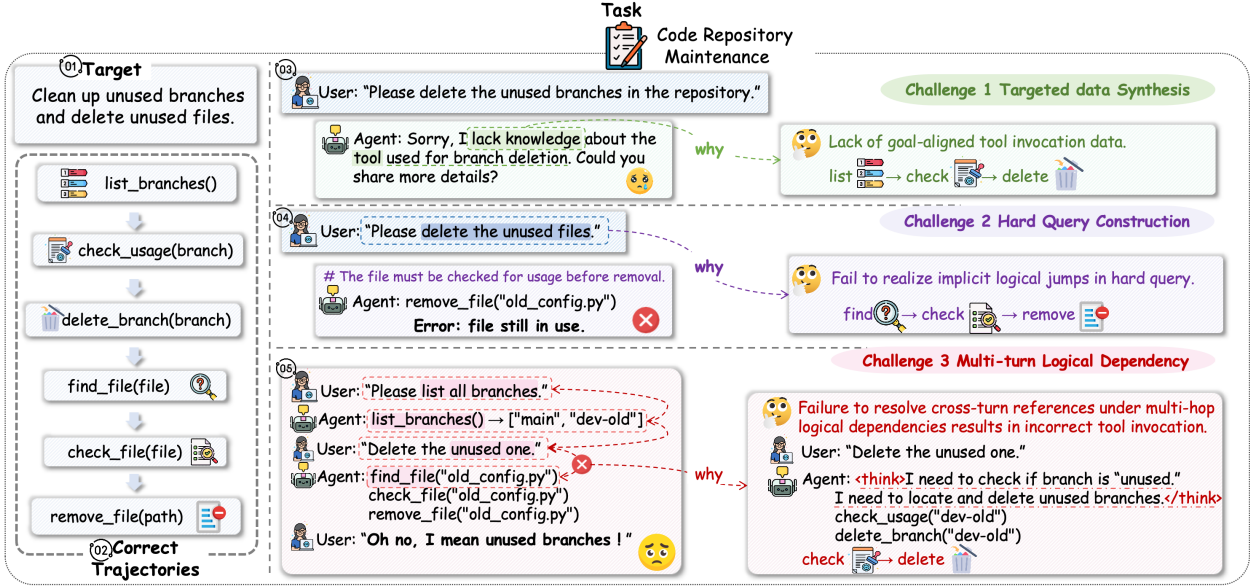 Task
Code Repository
Maintenance
01
Target
Clean up unused branches
and delete unused files.
list_branches()
check_usage(branch)
delete_branch(branch)
find_file(file)
check_file(file)
remove_file(path)
02
Correct
Trajectories
03
User: “Please delete the unused branches in the repository.”
Agent: Sorry, I lack knowledge about the
tool used for branch deletion. Could you
share more details?
why
Challenge 1 Targeted data Synthesis
Lack of goal-aligned tool invocation data.
list → check → delete
04
User: “Please delete the unused files.”
# The file must be checked for usage before removal.
Agent: remove_file("old_config.py")
Error: file still in use.
why
Challenge 2 Hard Query Construction
Fail to realize implicit logical jumps in hard query.
find → check → remove
05
User: “Please list all branches.”
Agent: list_branches() → ["main", "dev-old"]
User: “Delete the unused one.”
Agent: find_file("old_config.py")
check_file("old_config.py")
remove_file("old_config.py")
User: “Oh no, I mean unused branches ! ”
why
Challenge 3 Multi-turn Logical Dependency
Failure to resolve cross-turn references under multi-hop
logical dependencies results in incorrect tool invocation.
User: “Delete the unused one.”
Agent: <think>I need to check if branch is “unused.”
I need to locate and delete unused branches.</think>
check_usage("dev-old")
delete_branch("dev-old")
check → delete